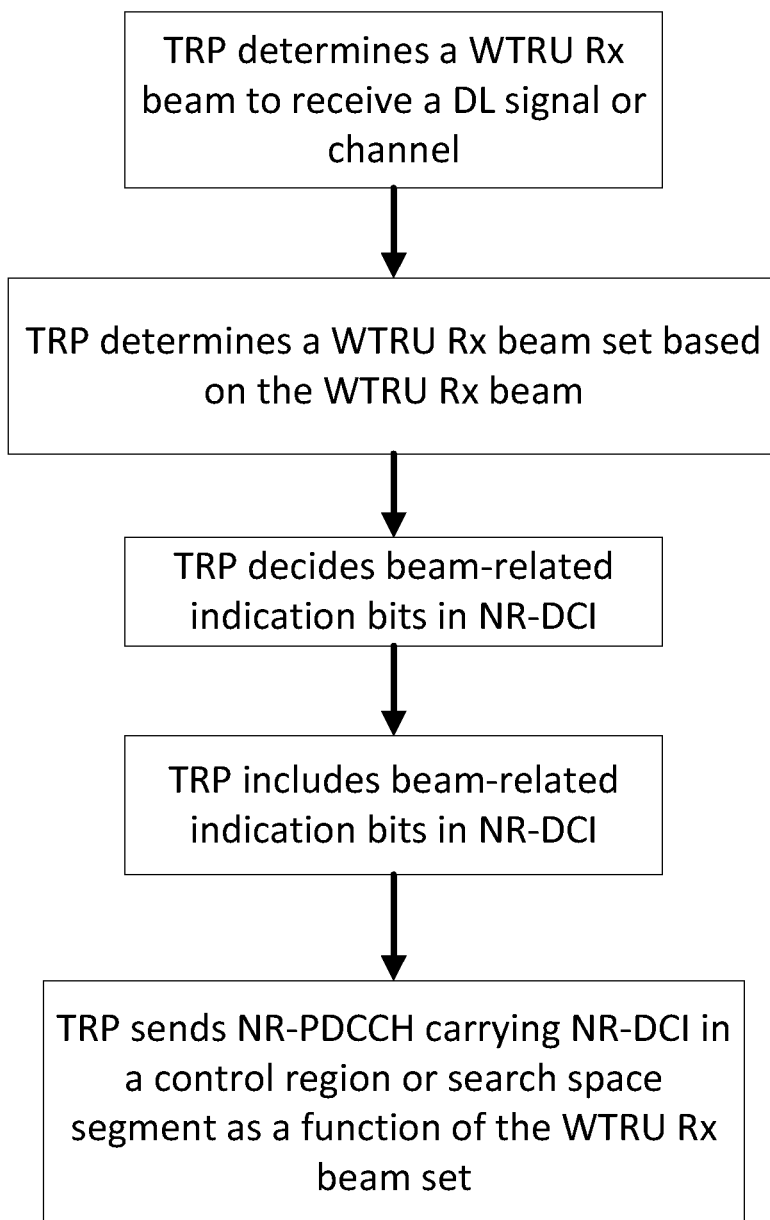 TRP determines a WTRU Rx
beam to receive a DL signal or
channel
TRP determines a WTRU Rx beam set based
on the WTRU Rx beam
TRP decides beam-related
indication bits in NR-DCI
TRP includes beam-related
indication bits in NR-DCI
TRP sends NR-PDCCH carrying NR-DCI in
a control region or search space
segment as a function of the WTRU Rx
beam set